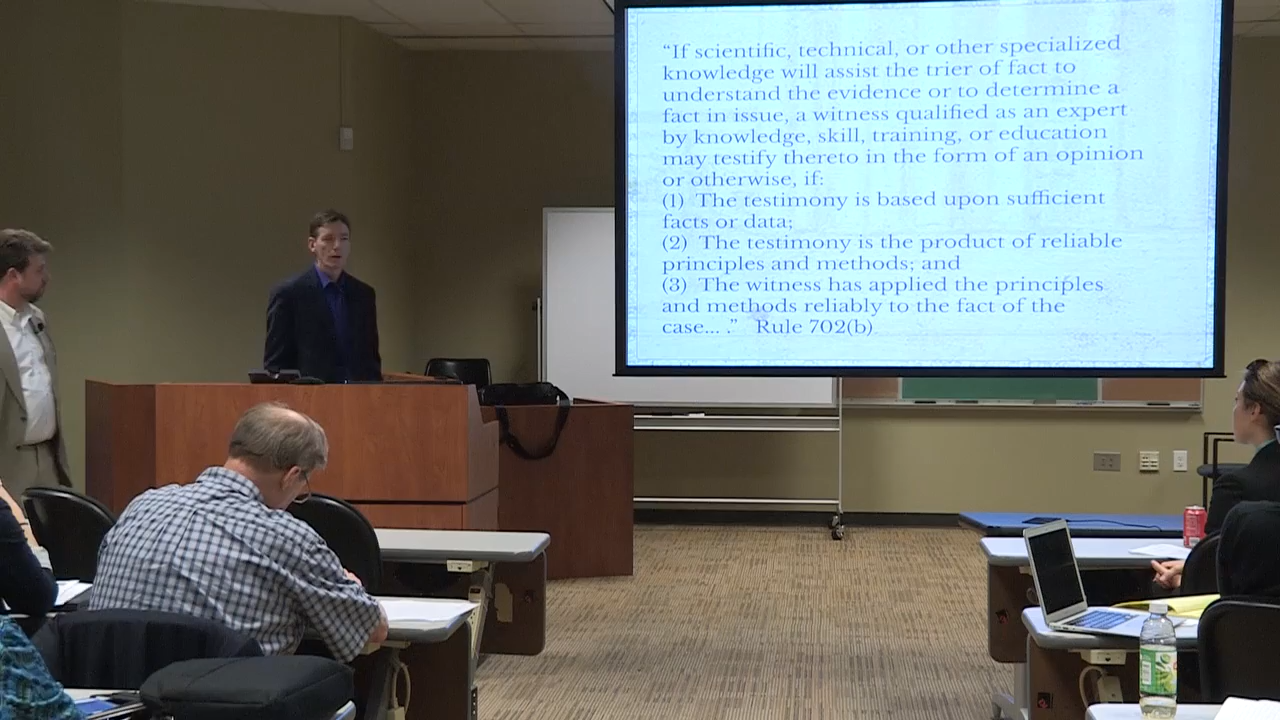 “If scientific, technical, or other specialized
knowledge will assist the trier of fact to
understand the evidence or to determine a
fact in issue, a witness qualified as an expert
by knowledge, skill, training, or education
may testify thereto in the form of an opinion
or otherwise, if:
(1) The testimony is based upon sufficient
facts or data;
(2) The testimony is the product of reliable
principles and methods; and
(3) The witness has applied the principles
and methods reliably to the fact of the
case... .” Rule 702(b)